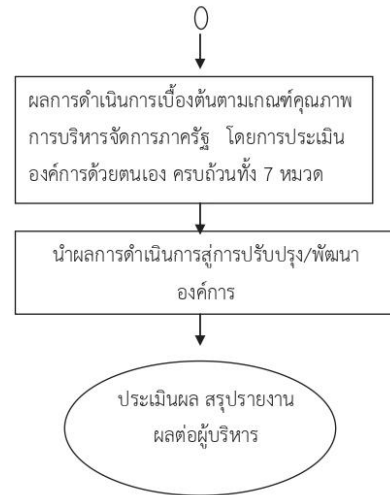 ผลการดำเนินการเบื้องต้นตามเกณฑ์คุณภาพ
การบริหารจัดการภาครัฐ โดยการประเมิน
องค์การด้วยตนเอง ครบถ้วนทั้ง 7 หมวด
นำผลการดำเนินการสู่การปรับปรุง/พัฒนา
องค์การ
ประเมินผล สรุปรายงาน
ผลต่อผู้บริหาร